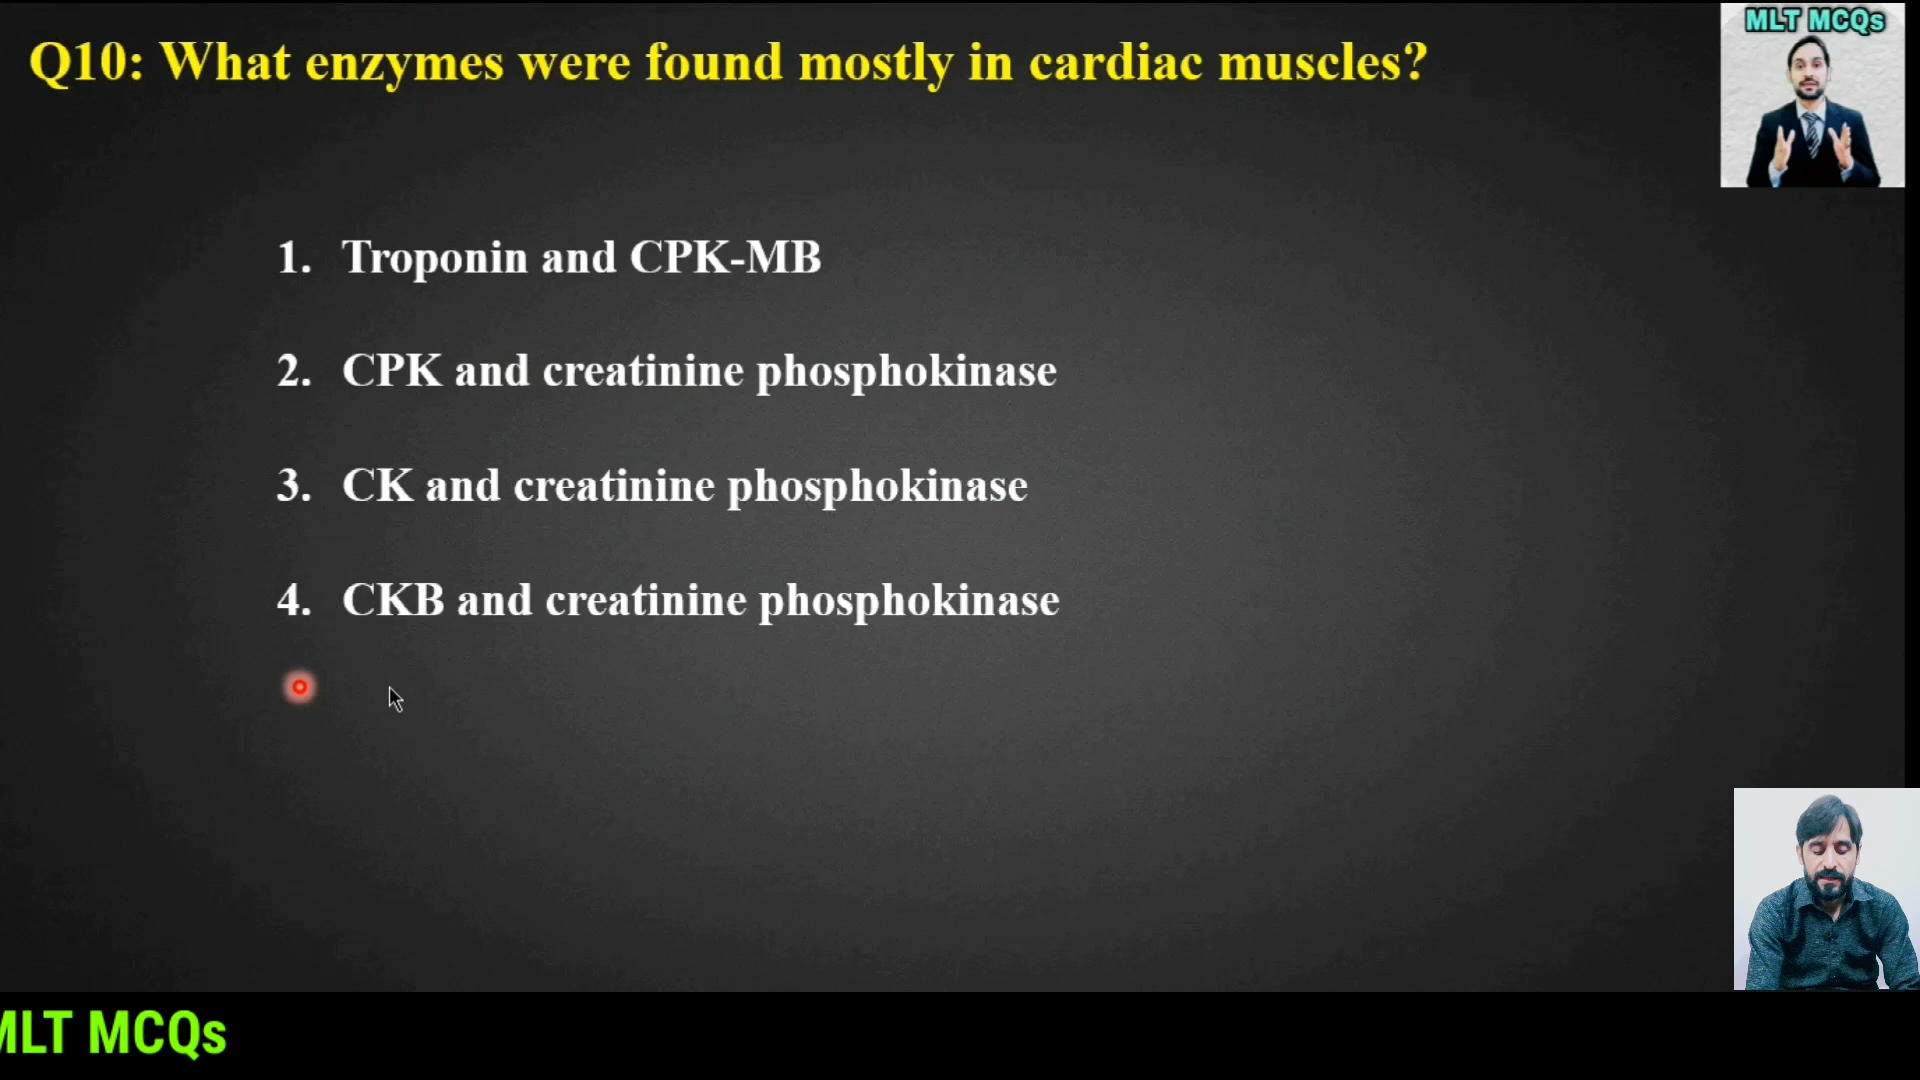 MLT MCQs
Q10: What enzymes were found mostly in cardiac muscles?
1. Troponin and CPK-MB
2. CPK and creatinine phosphokinase
3. CK and creatinine phosphokinase
4. CKB and creatinine phosphokinase
MLT MCQs